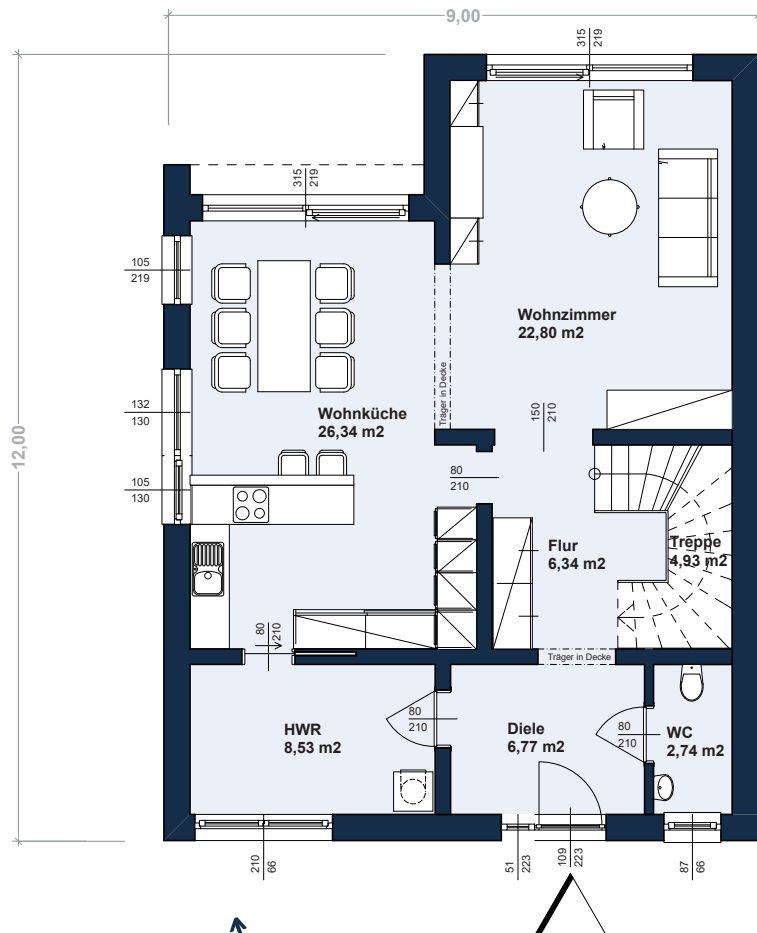 9,00
315
219
315
219
12,00
105
219
Wohnzimmer
22,80 m2
Träger in Decke
132
130
Wohnküche
26,34 m2
150
210
80
210
105
130
Flur
6,34 m2
Treppe
4,93 m2
80
210
Träger in Decke
HWR
8,53 m2
80
210
Diele
6,77 m2
80
210
WC
2,74 m2
210
66
51
223
109
223
87
66